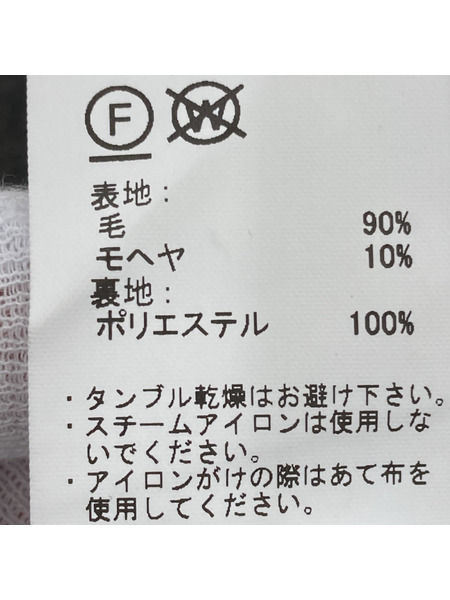 F W
表地:
毛 90%
モヘヤ 10%
裏地:
ポリエステル 100%
・タンブル乾燥はお避け下さい。
・スチームアイロンは使用しな
いでください。
・アイロンがけの際はあて布を
使用してください。